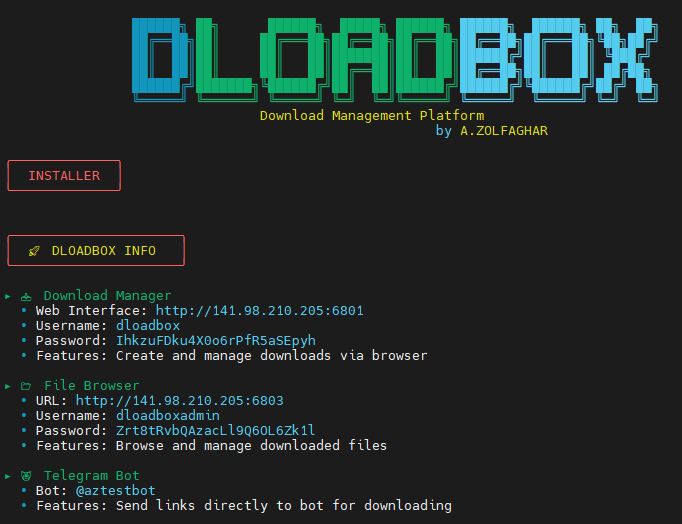 DLOADBOX
Download Management Platform
by A.ZOLFAGHAR
INSTALLER
🚀 DLOADBOX INFO
▸ 📥 Download Manager
• Web Interface: http://141.98.210.205:6801
• Username: dloadbox
• Password: IhkzuFDku4X0o6rPfR5aSEpyh
• Features: Create and manage downloads via browser
▸ 📂 File Browser
• URL: http://141.98.210.205:6803
• Username: dloadboxadmin
• Password: Zrt8tRvbQAzacLl9Q6OL6Zk1l
• Features: Browse and manage downloaded files
▸ 🤖 Telegram Bot
• Bot: @aztestbot
• Features: Send links directly to bot for downloading